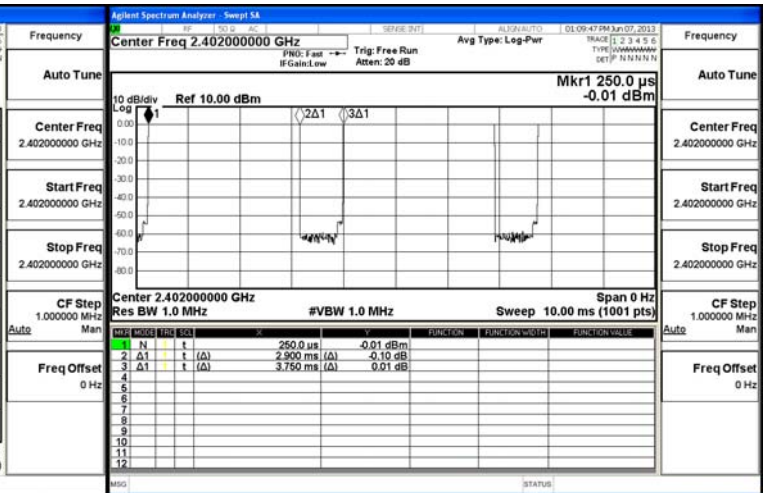 Agilent Spectrum Analyzer - Swept SA
RF 50 Ω AC SENSE:INT ALIGNAUTO 01:09:47 PM Jun 07, 2013
Center Freq 2.402000000 GHz
PNO: Fast
IFGain:Low
Trig: Free Run
Atten: 20 dB
Avg Type: Log-Pwr
TRACE 1 2 3 4 5 6
TYPE
DET P N N N N N
Mkr1 250.0 µs
-0.01 dBm
10 dB/div Ref 10.00 dBm
Log
1 2Δ1 3Δ1
0.00
-10.0
-20.0
-30.0
-40.0
-50.0
-60.0
-70.0
-80.0
Center 2.402000000 GHz Span 0 Hz
Res BW 1.0 MHz #VBW 1.0 MHz Sweep 10.00 ms (1001 pts)
MKR MODE TRC SCL X Y FUNCTION FUNCTION WIDTH FUNCTION VALUE
1 N 1 t 250.0 µs -0.01 dBm
2 Δ1 1 t (Δ) 2.900 ms (Δ) -0.10 dB
3 Δ1 1 t (Δ) 3.750 ms (Δ) 0.01 dB
4
5
6
7
8
9
10
11
12
MSG STATUS
Frequency
Auto Tune
Center Freq
2.402000000 GHz
Start Freq
2.402000000 GHz
Stop Freq
2.402000000 GHz
CF Step
1.000000 MHz
Auto Man
Freq Offset
0 Hz
Frequency
Auto Tune
Center Freq
2.402000000 GHz
Start Freq
2.402000000 GHz
Stop Freq
2.402000000 GHz
CF Step
1.000000 MHz
Auto Man
Freq Offset
0 Hz